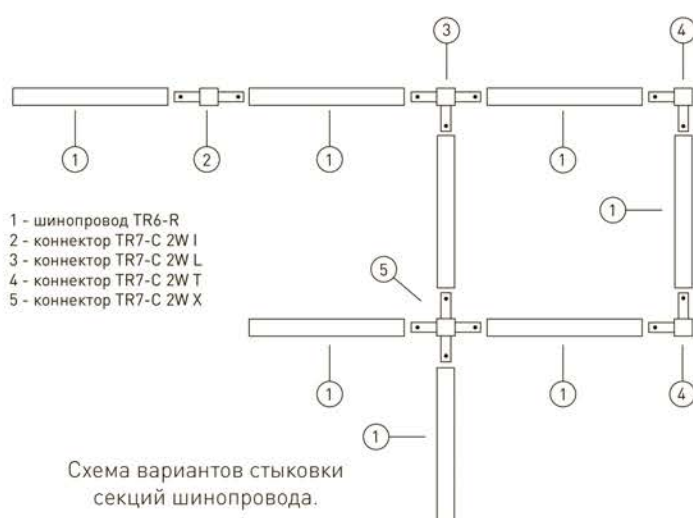 3
4
1
2
1
1
1
1 - шинопровод TR6-R
2 - коннектор TR7-C 2W I
3 - коннектор TR7-C 2W L
4 - коннектор TR7-C 2W T
5 - коннектор TR7-C 2W X
5
1
1
4
1
Схема вариантов стыковки
секций шинопровода.